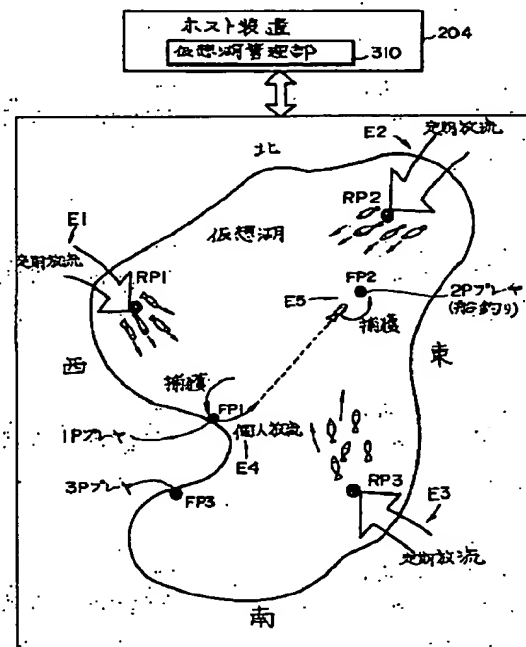 ホスト装置
204
仮想湖管理部
310
北
E2
定期放流
RP2
E1
仮想湖
定期放流
RP1
FP2
2Pプレーヤ
(船釣り)
E5
捕獲
東
西
捕獲
FP1
1Pプレーヤ
個人放流
E4
3Pプレーヤ
FP3
RP3
E3
定期放流
南